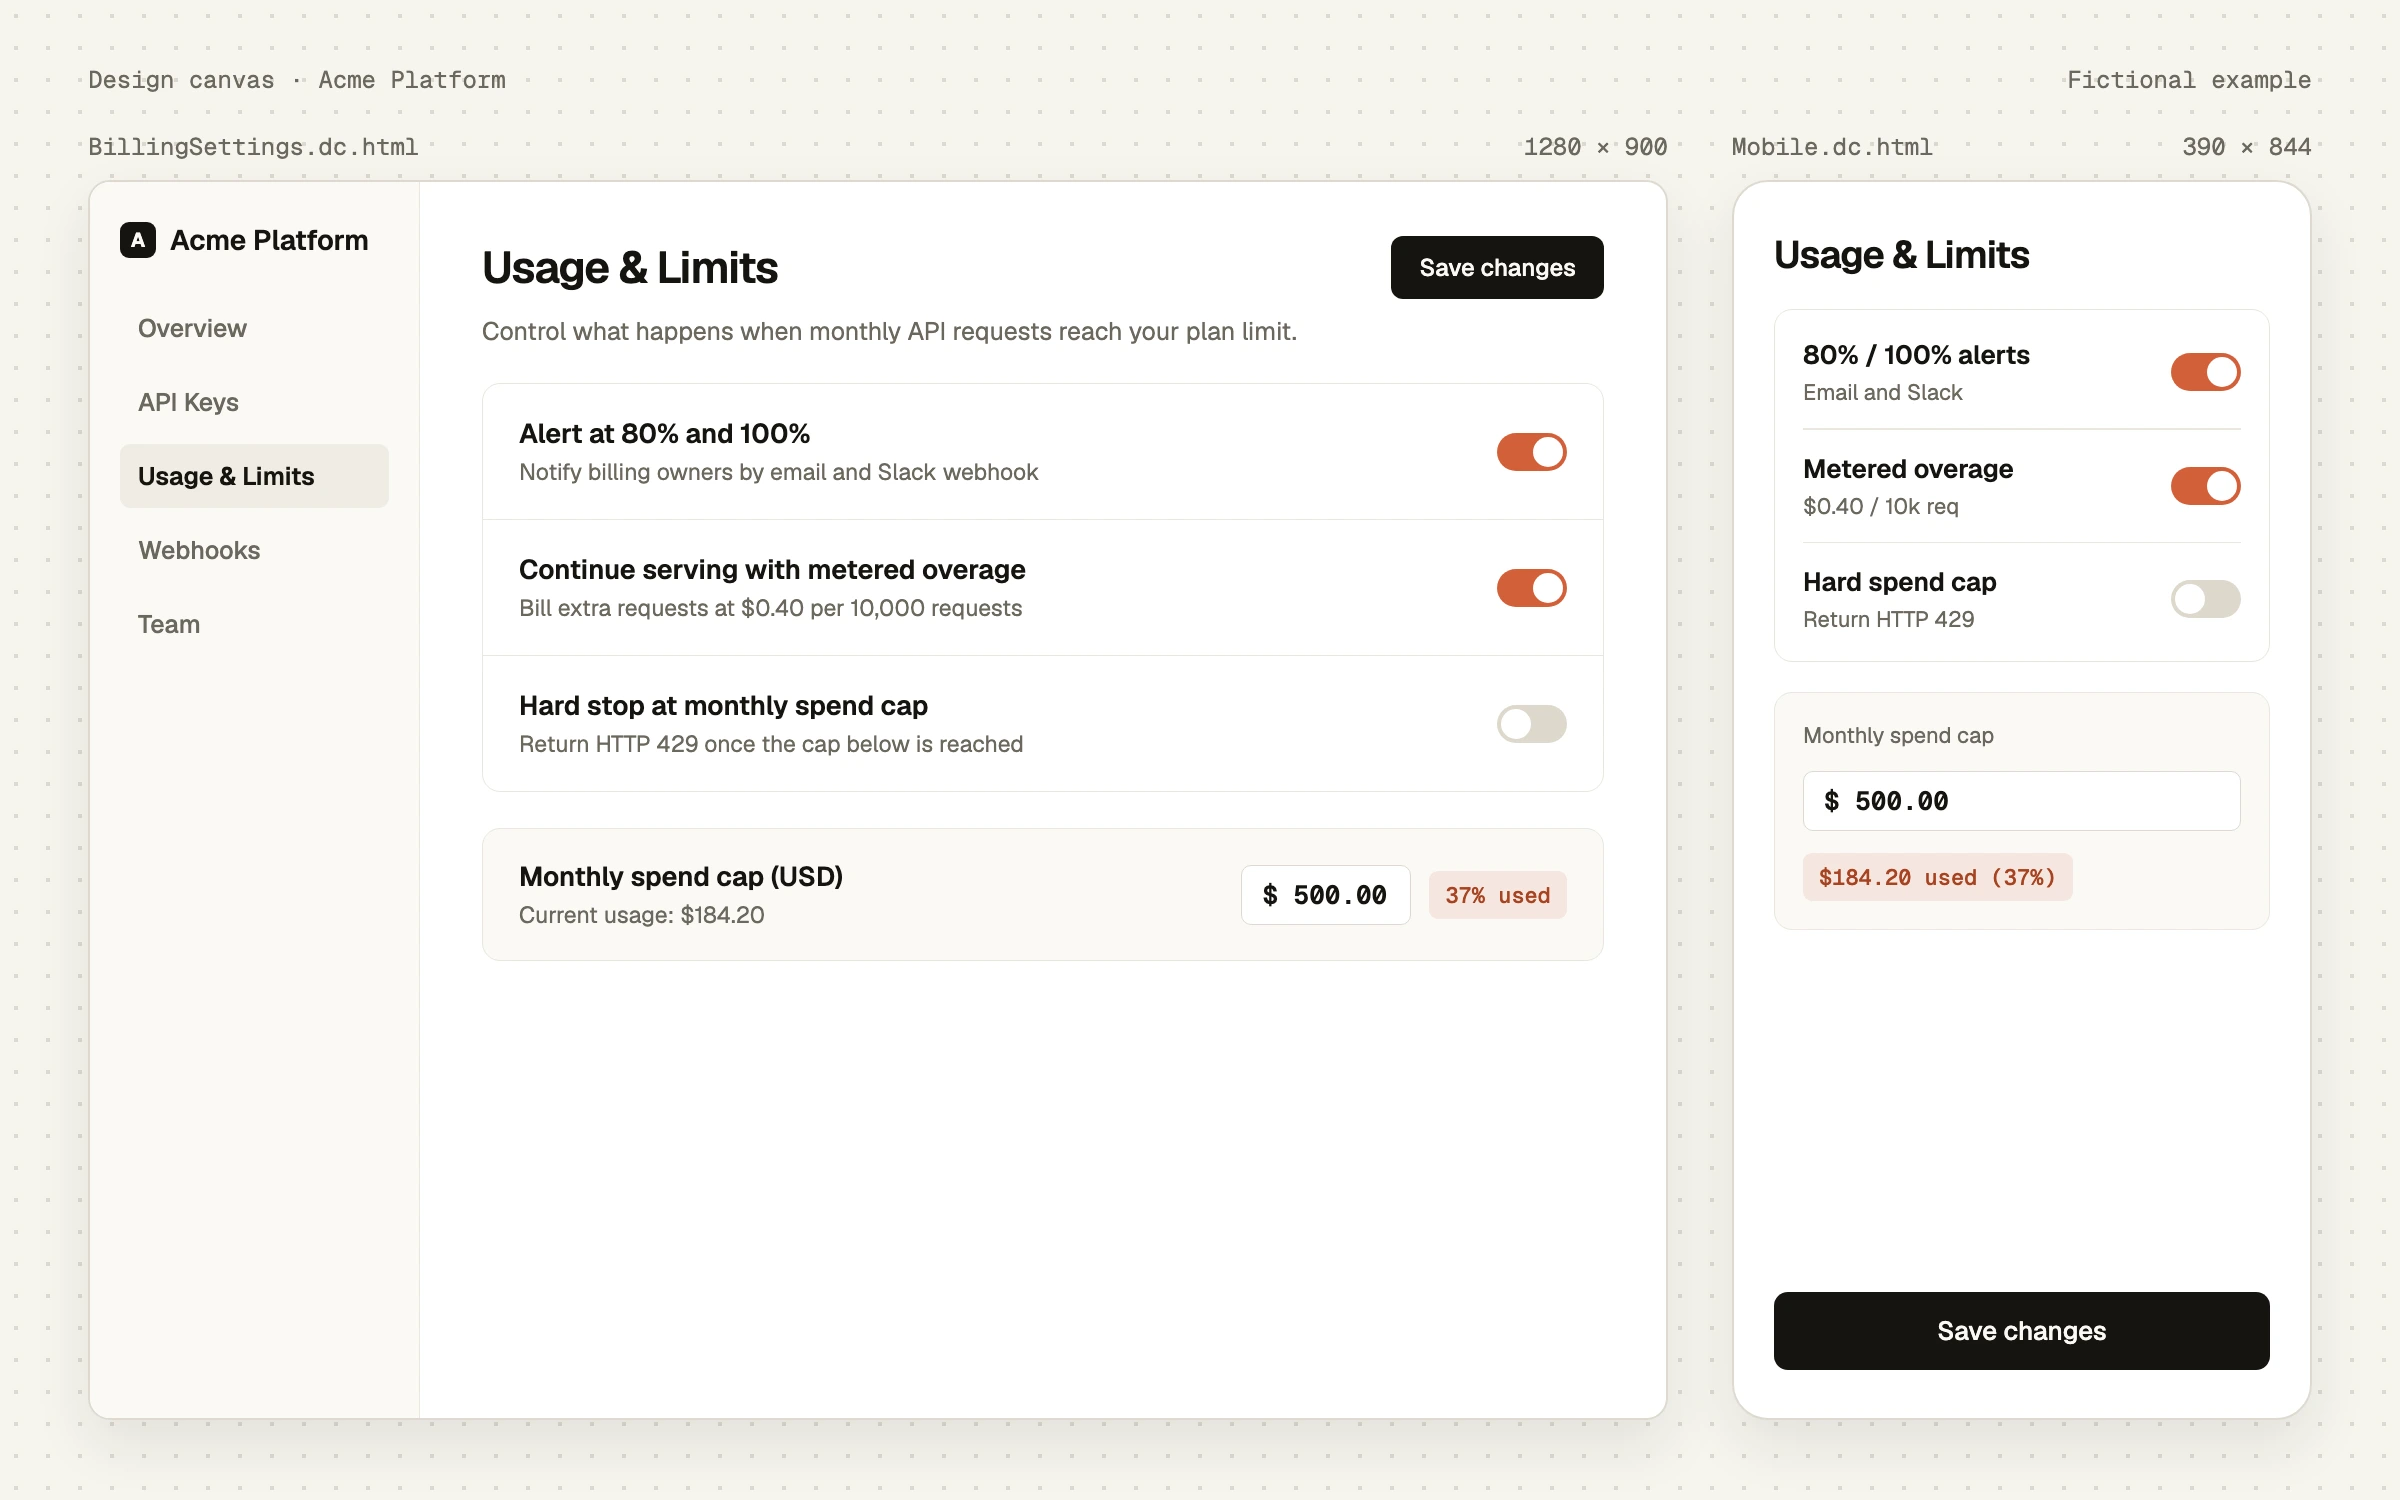 Design canvas · Acme Platform
Fictional example
BillingSettings.dc.html
1280 × 900
A Acme Platform
Overview
API Keys
Usage & Limits
Webhooks
Team
Usage & Limits
Save changes
Control what happens when monthly API requests reach your plan limit.
Alert at 80% and 100%
Notify billing owners by email and Slack webhook
Continue serving with metered overage
Bill extra requests at $0.40 per 10,000 requests
Hard stop at monthly spend cap
Return HTTP 429 once the cap below is reached
Monthly spend cap (USD)
Current usage: $184.20
$ 500.00
37% used
Mobile.dc.html
390 × 844
Usage & Limits
80% / 100% alerts
Email and Slack
Metered overage
$0.40 / 10k req
Hard spend cap
Return HTTP 429
Monthly spend cap
$ 500.00
$184.20 used (37%)
Save changes